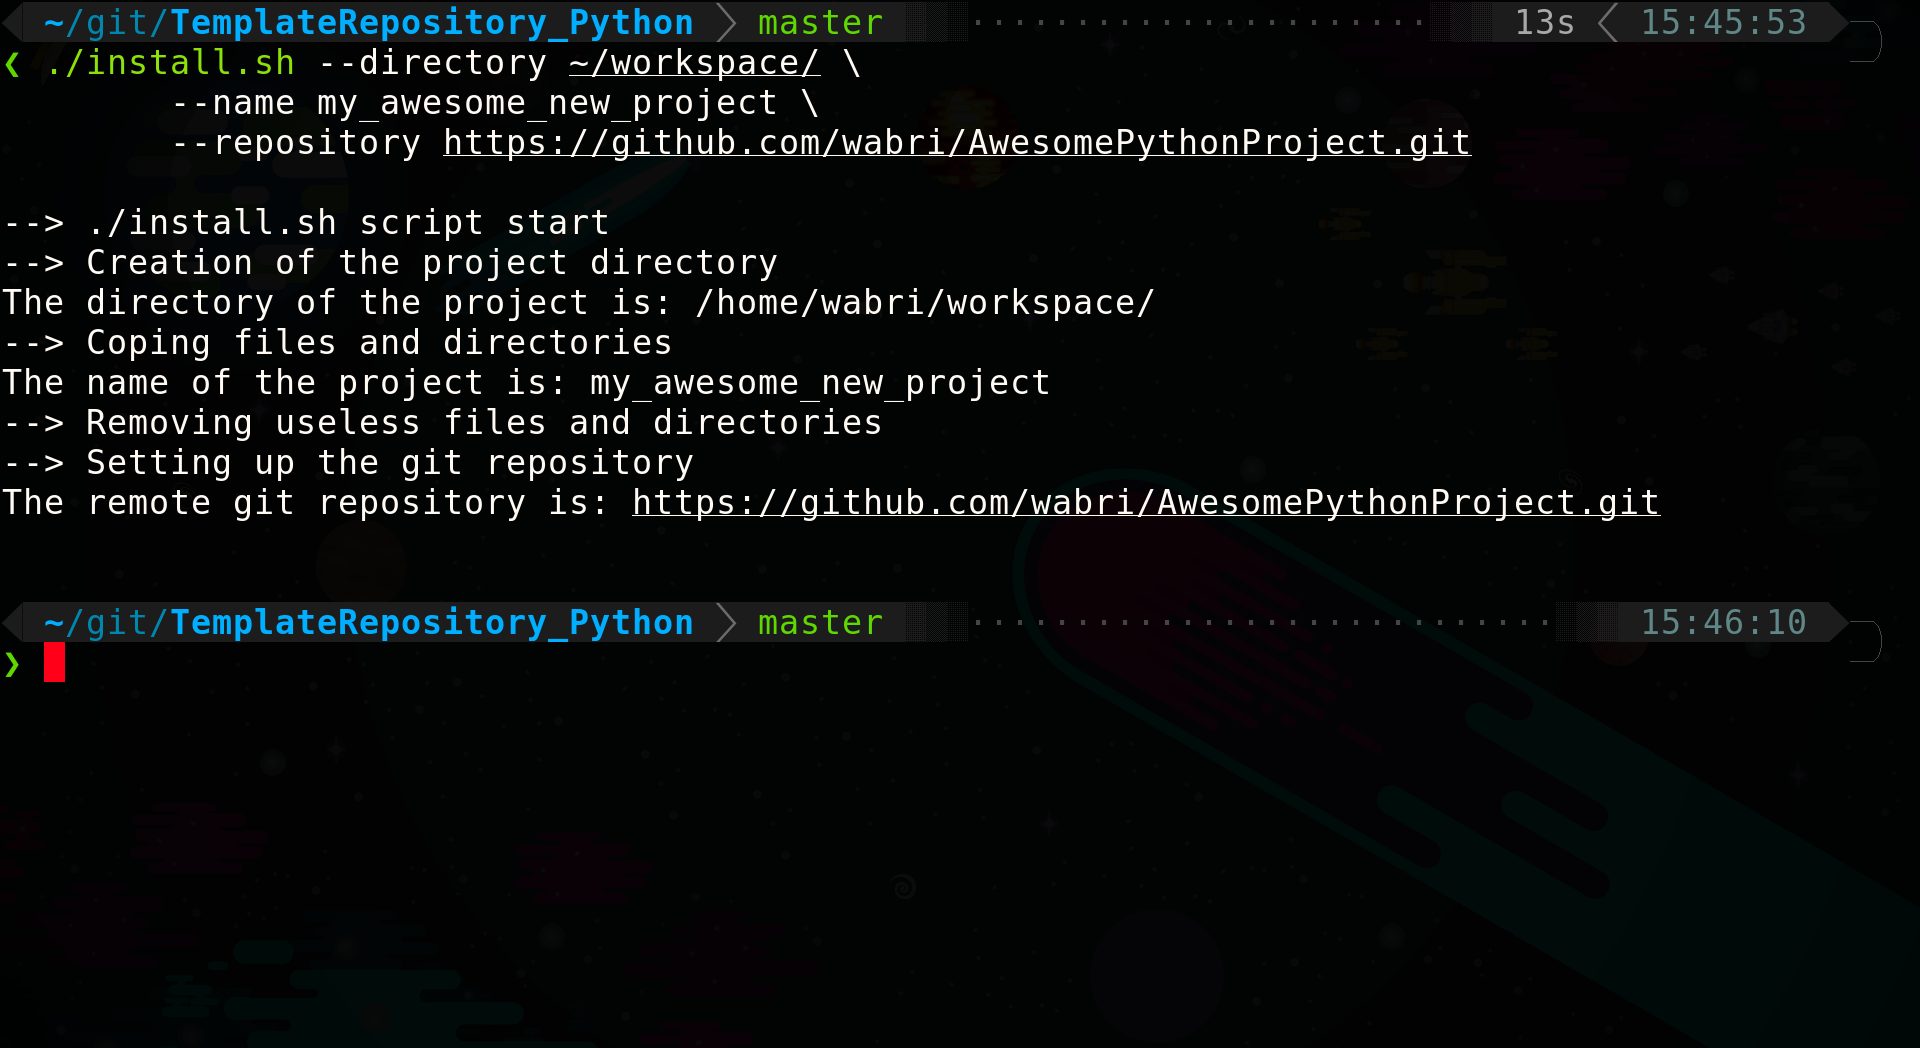 ~/git/TemplateRepository_Python master 13s 15:45:53
❮ ./install.sh --directory ~/workspace/ \
--name my_awesome_new_project \
--repository https://github.com/wabri/AwesomePythonProject.git
--> ./install.sh script start
--> Creation of the project directory
The directory of the project is: /home/wabri/workspace/
--> Coping files and directories
The name of the project is: my_awesome_new_project
--> Removing useless files and directories
--> Setting up the git repository
The remote git repository is: https://github.com/wabri/AwesomePythonProject.git
~/git/TemplateRepository_Python master 15:46:10
❯